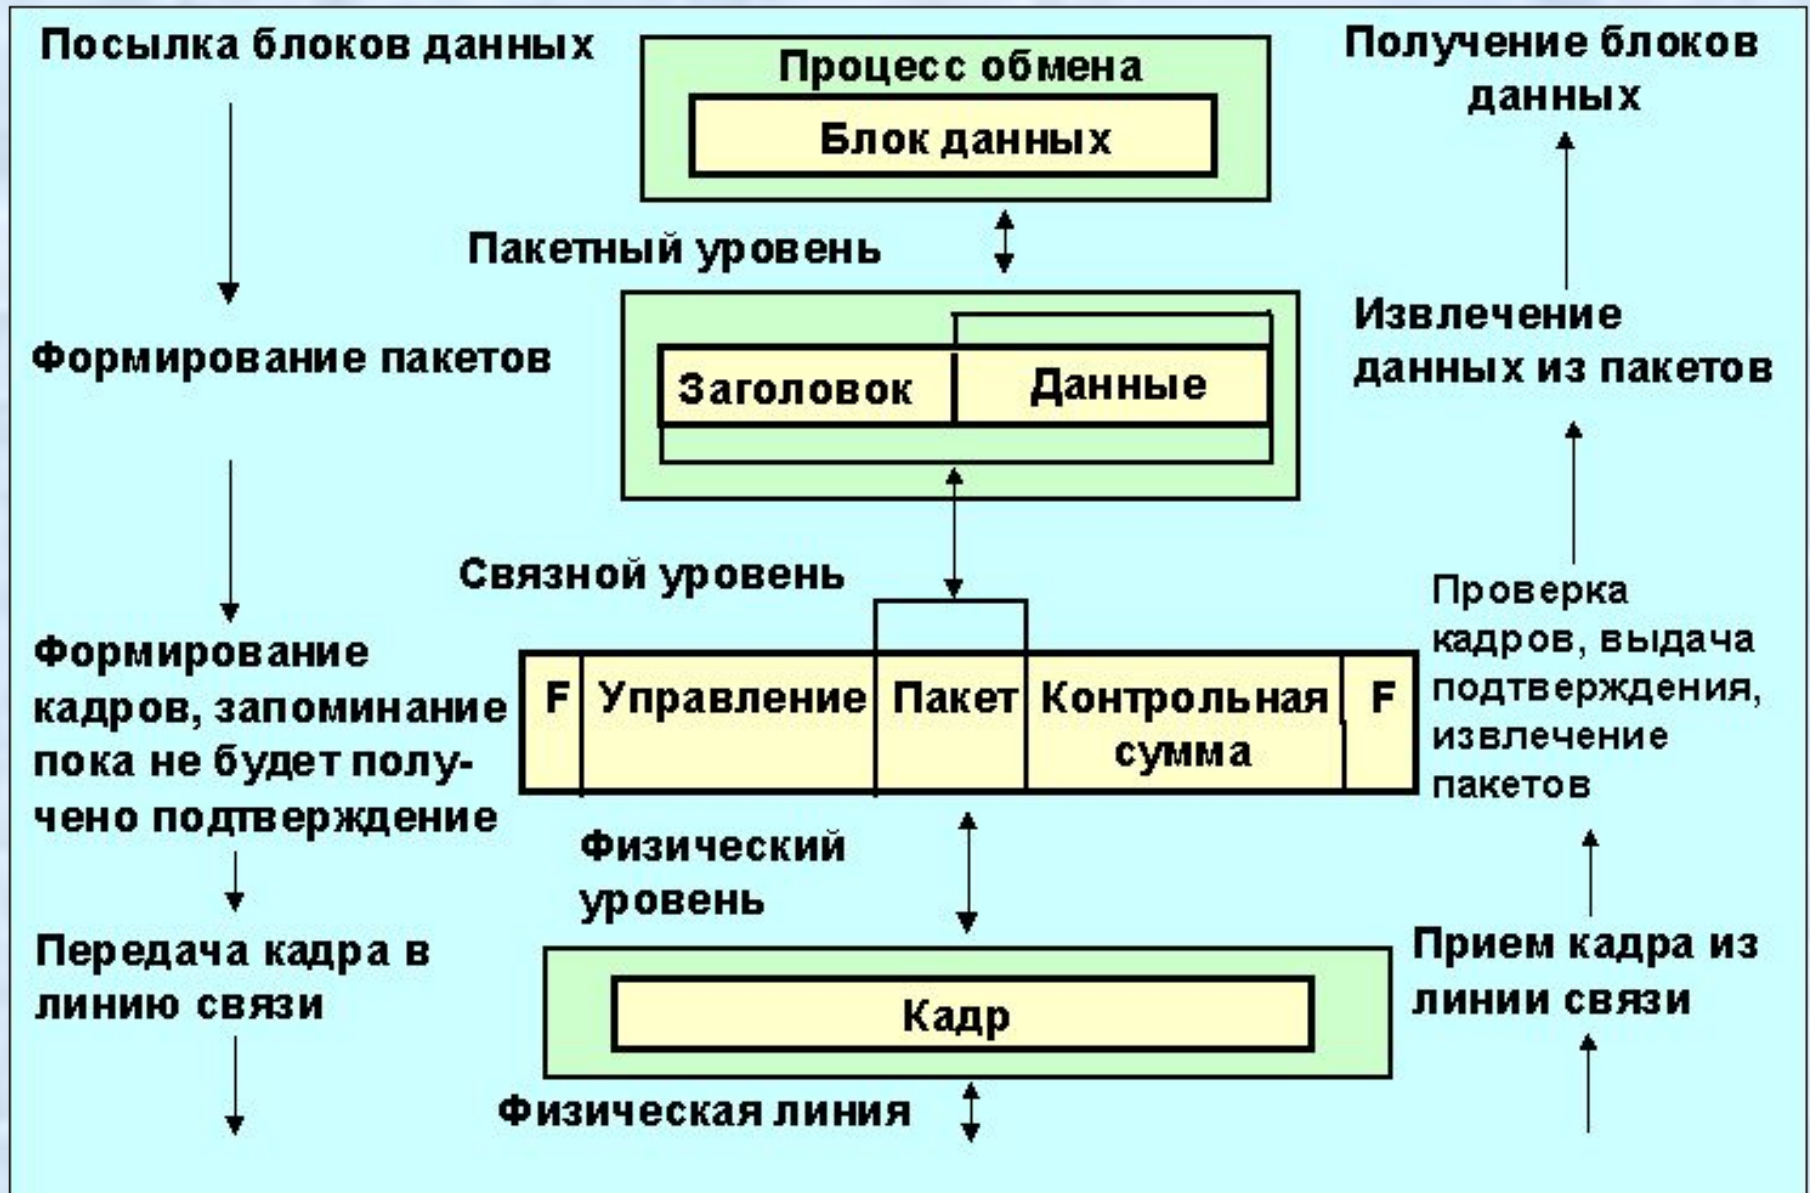 Посылка блоков данных
Процесс обмена
Блок данных
Получение блоков
данных
Пакетный уровень
Формирование пакетов
Заголовок
Данные
Извлечение
данных из пакетов
Связной уровень
Формирование
кадров, запоминание
пока не будет полу-
чено подтверждение
F
Управление
Пакет
Контрольная
сумма
F
Проверка
кадров, выдача
подтверждения,
извлечение
пакетов
Физический
уровень
Передача кадра в
линию связи
Кадр
Прием кадра из
линии связи
Физическая линия